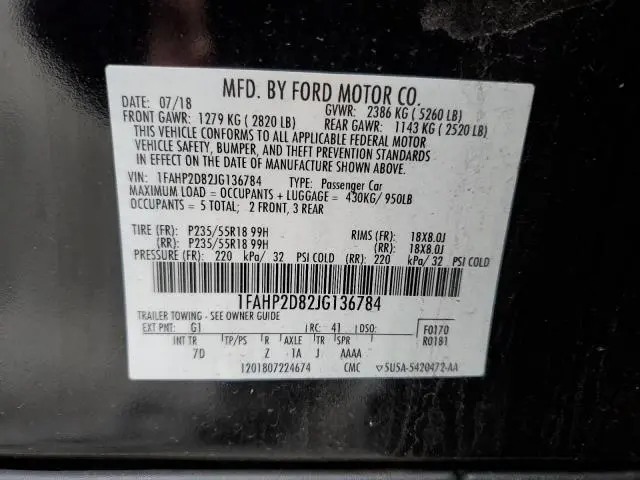 MFD. BY FORD MOTOR CO.
DATE: 07/18 GVWR: 2386 KG ( 5260 LB)
FRONT GAWR: 1279 KG ( 2820 LB) REAR GAWR: 1143 KG ( 2520 LB)
THIS VEHICLE CONFORMS TO ALL APPLICABLE FEDERAL MOTOR
VEHICLE SAFETY, BUMPER, AND THEFT PREVENTION STANDARDS
IN EFFECT ON THE DATE OF MANUFACTURE SHOWN ABOVE.
VIN: 1FAHP2D82JG136784 TYPE: Passenger Car
MAXIMUM LOAD = OCCUPANTS + LUGGAGE = 430KG/ 950LB
OCCUPANTS = 5 TOTAL; 2 FRONT, 3 REAR
TIRE (FR): P235/55R18 99H RIMS (FR): 18X8.0J
(RR): P235/55R18 99H (RR): 18X8.0J
PRESSURE (FR): 220 kPa/ 32 PSI COLD (RR): 220 kPa/ 32 PSI COLD
1FAHP2D82JG136784
TRAILER TOWING - SEE OWNER GUIDE
EXT PNT: G1 RC: 41 DSO: F0170
INT TR TP/PS R AXLE TR SPR R0181
7D Z 1A J AAAA
1201807224674 CMC ▽5USA-5420472-AA